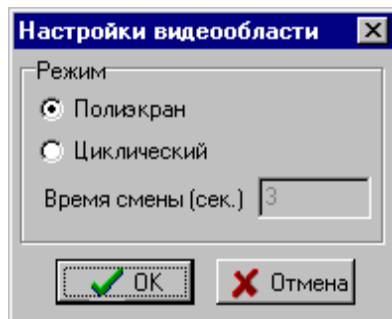 Настройки видеообласти
Режим
Полиэкран
Циклический
Время смены (сек.) 3
OK Отмена